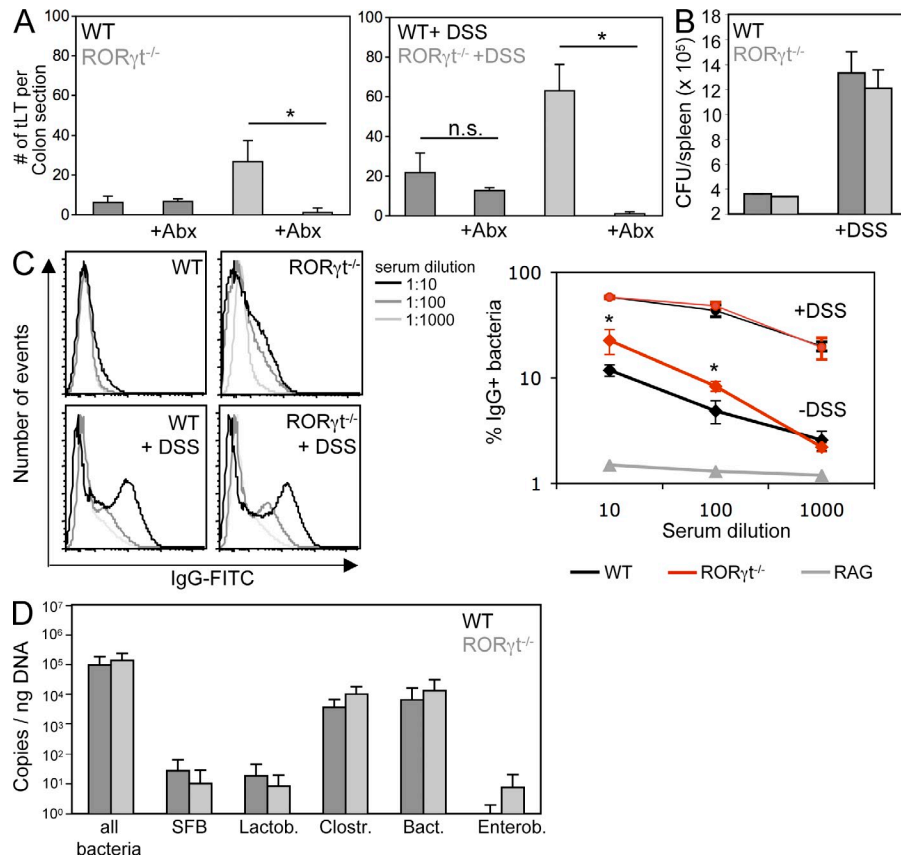 A
WT
RORγt-/-
# of tLT per
Colon section
100
80
60
40
20
0
*
+Abx
+Abx
WT+ DSS
RORγt-/- +DSS
100
80
60
40
20
0
n.s.
*
+Abx
+Abx
B
WT
RORγt-/-
CFU/spleen (x 10⁵)
18
16
14
12
10
8
6
4
2
+DSS
C
Number of events
WT
RORγt-/-
WT
+ DSS
RORγt-/-
+ DSS
IgG-FITC
serum dilution
1:10
1:100
1:1000
% IgG+ bacteria
100
10
1
*
*
+DSS
-DSS
10
100
1000
Serum dilution
WT
RORγt-/-
RAG
D
WT
RORγt-/-
Copies / ng DNA
10⁷
10⁶
10⁵
10⁴
10³
10²
10¹
10⁰
all
bacteria
SFB
Lactob.
Clostr.
Bact.
Enterob.